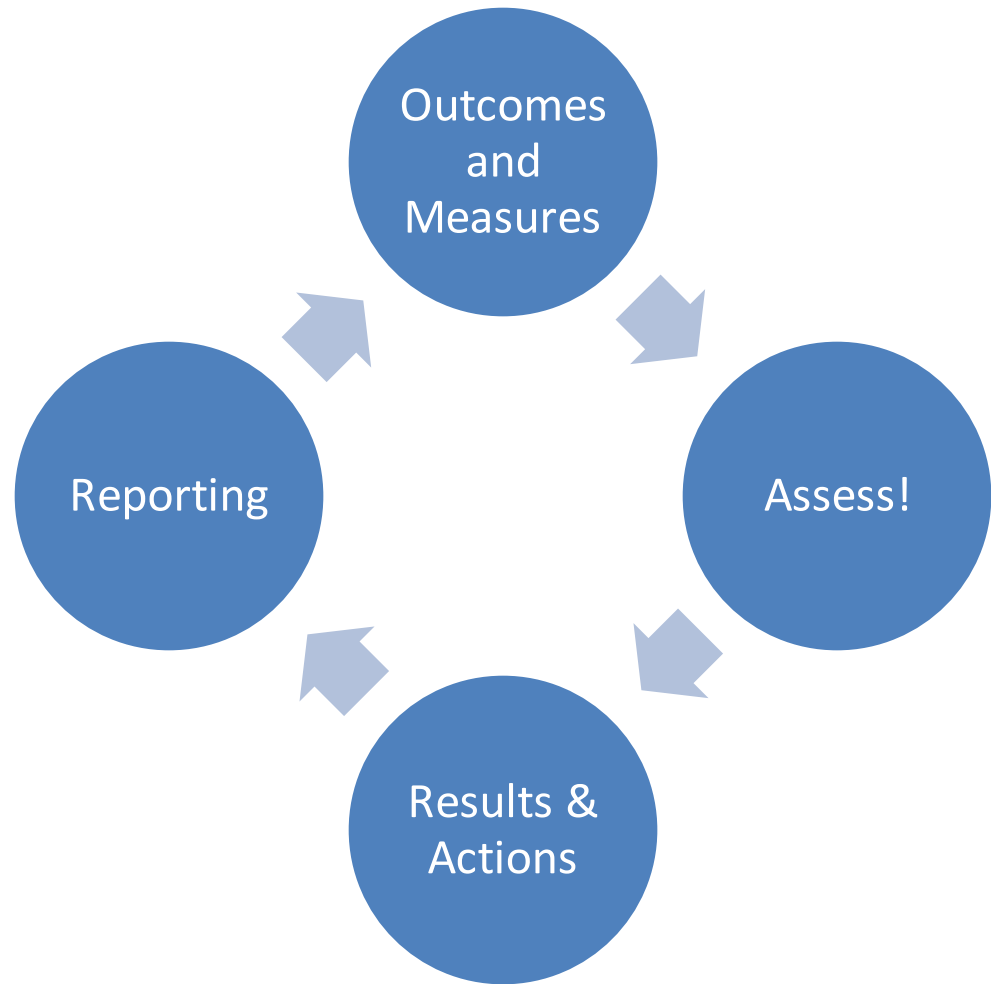 Outcomes
and
Measures
Assess!
Results &
Actions
Reporting